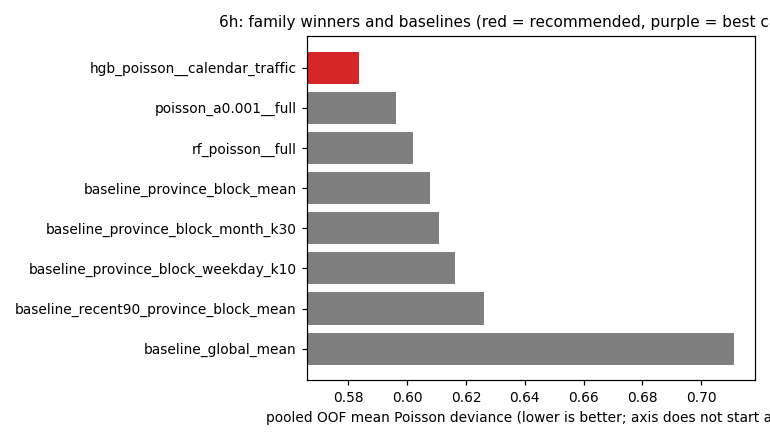 6h: family winners and baselines (red = recommended, purple = best
hgb_poisson__calendar_traffic
poisson_a0.001__full
rf_poisson__full
baseline_province_block_mean
baseline_province_block_month_k30
baseline_province_block_weekday_k10
baseline_recent90_province_block_mean
baseline_global_mean
0.58 0.60 0.62 0.64 0.66 0.68 0.70
pooled OOF mean Poisson deviance (lower is better; axis does not start